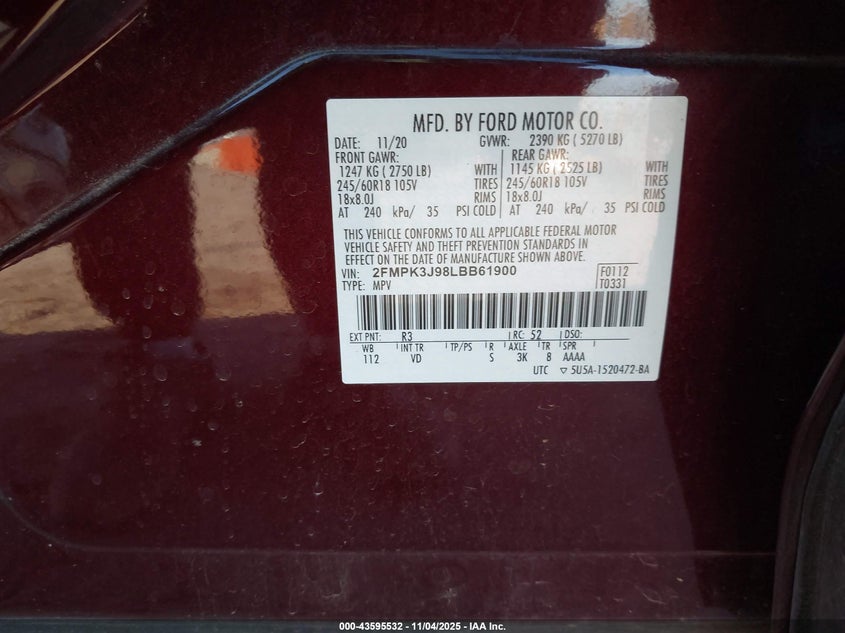 MFD. BY FORD MOTOR CO.
DATE: 11/20 GVWR: 2390 KG ( 5270 LB)
FRONT GAWR: REAR GAWR:
1247 KG ( 2750 LB) WITH 1145 KG ( 2525 LB) WITH
245/60R18 105V TIRES 245/60R18 105V TIRES
18x8.0J RIMS 18x8.0J RIMS
AT 240 kPa/ 35 PSI COLD AT 240 kPa/ 35 PSI COLD
THIS VEHICLE CONFORMS TO ALL APPLICABLE FEDERAL MOTOR
VEHICLE SAFETY AND THEFT PREVENTION STANDARDS IN
EFFECT ON THE DATE OF MANUFACTURE SHOWN ABOVE.
VIN: 2FMPK3J98LBB61900 F0112
TYPE: MPV T0331
EXT PNT: R3 RC: 52 DSO:
WB INT TR TP/PS R AXLE TR SPR
112 VD S 3K 8 AAAA
UTC ▽ 5U5A-1520472-BA
000-43595532 - 11/04/2025 - IAA Inc.